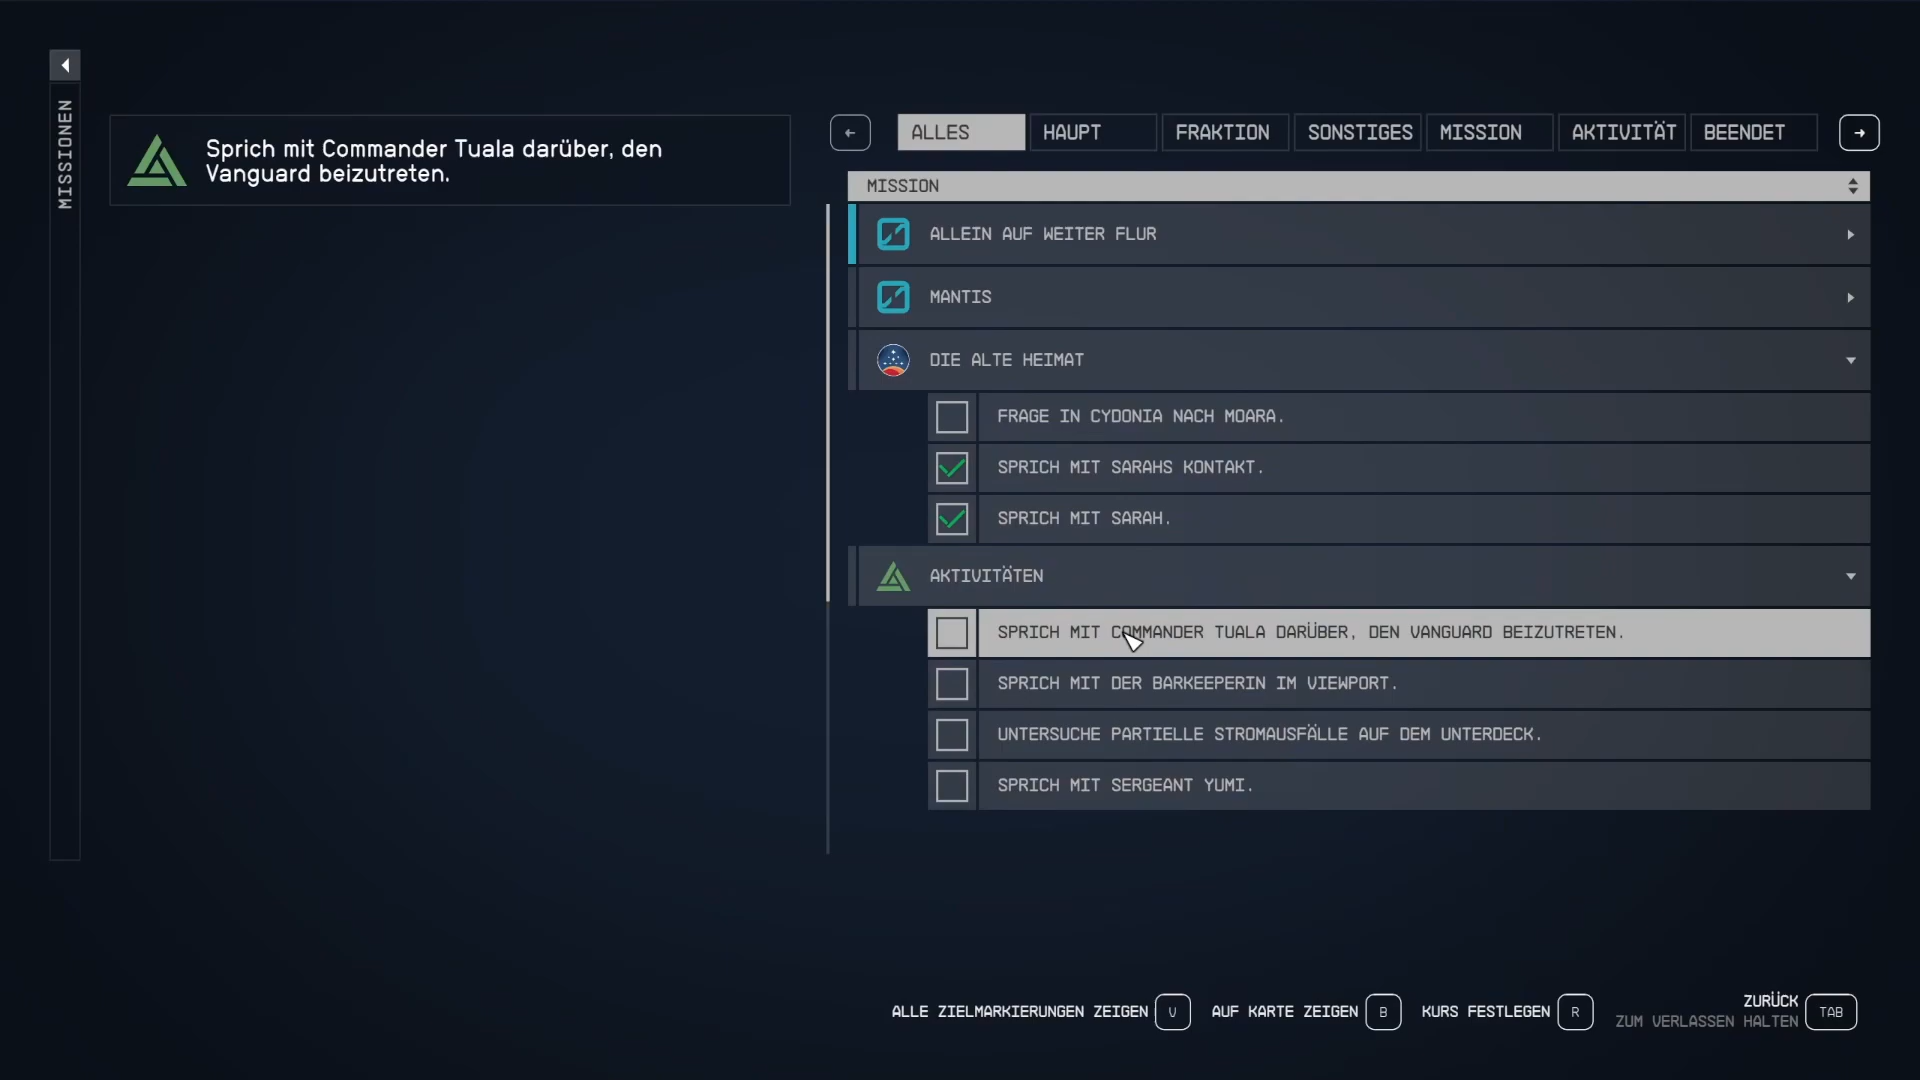 MISSIONEN
Sprich mit Commander Tuala darüber, den
Vanguard beizutreten.
ALLES
HAUPT
FRAKTION
SONSTIGES
MISSION
AKTIVITÄT
BEENDET
MISSION
ALLEIN AUF WEITER FLUR
MANTIS
DIE ALTE HEIMAT
FRAGE IN CYDONIA NACH MOARA.
SPRICH MIT SARAHS KONTAKT.
SPRICH MIT SARAH.
AKTIVITÄTEN
SPRICH MIT COMMANDER TUALA DARÜBER, DEN VANGUARD BEIZUTRETEN.
SPRICH MIT DER BARKEEPERIN IM VIEWPORT.
UNTERSUCHE PARTIELLE STROMAUSFÄLLE AUF DEM UNTERDECK.
SPRICH MIT SERGEANT YUMI.
ALLE ZIELMARKIERUNGEN ZEIGEN V
AUF KARTE ZEIGEN B
KURS FESTLEGEN R
ZURÜCK
ZUM VERLASSEN HALTEN TAB